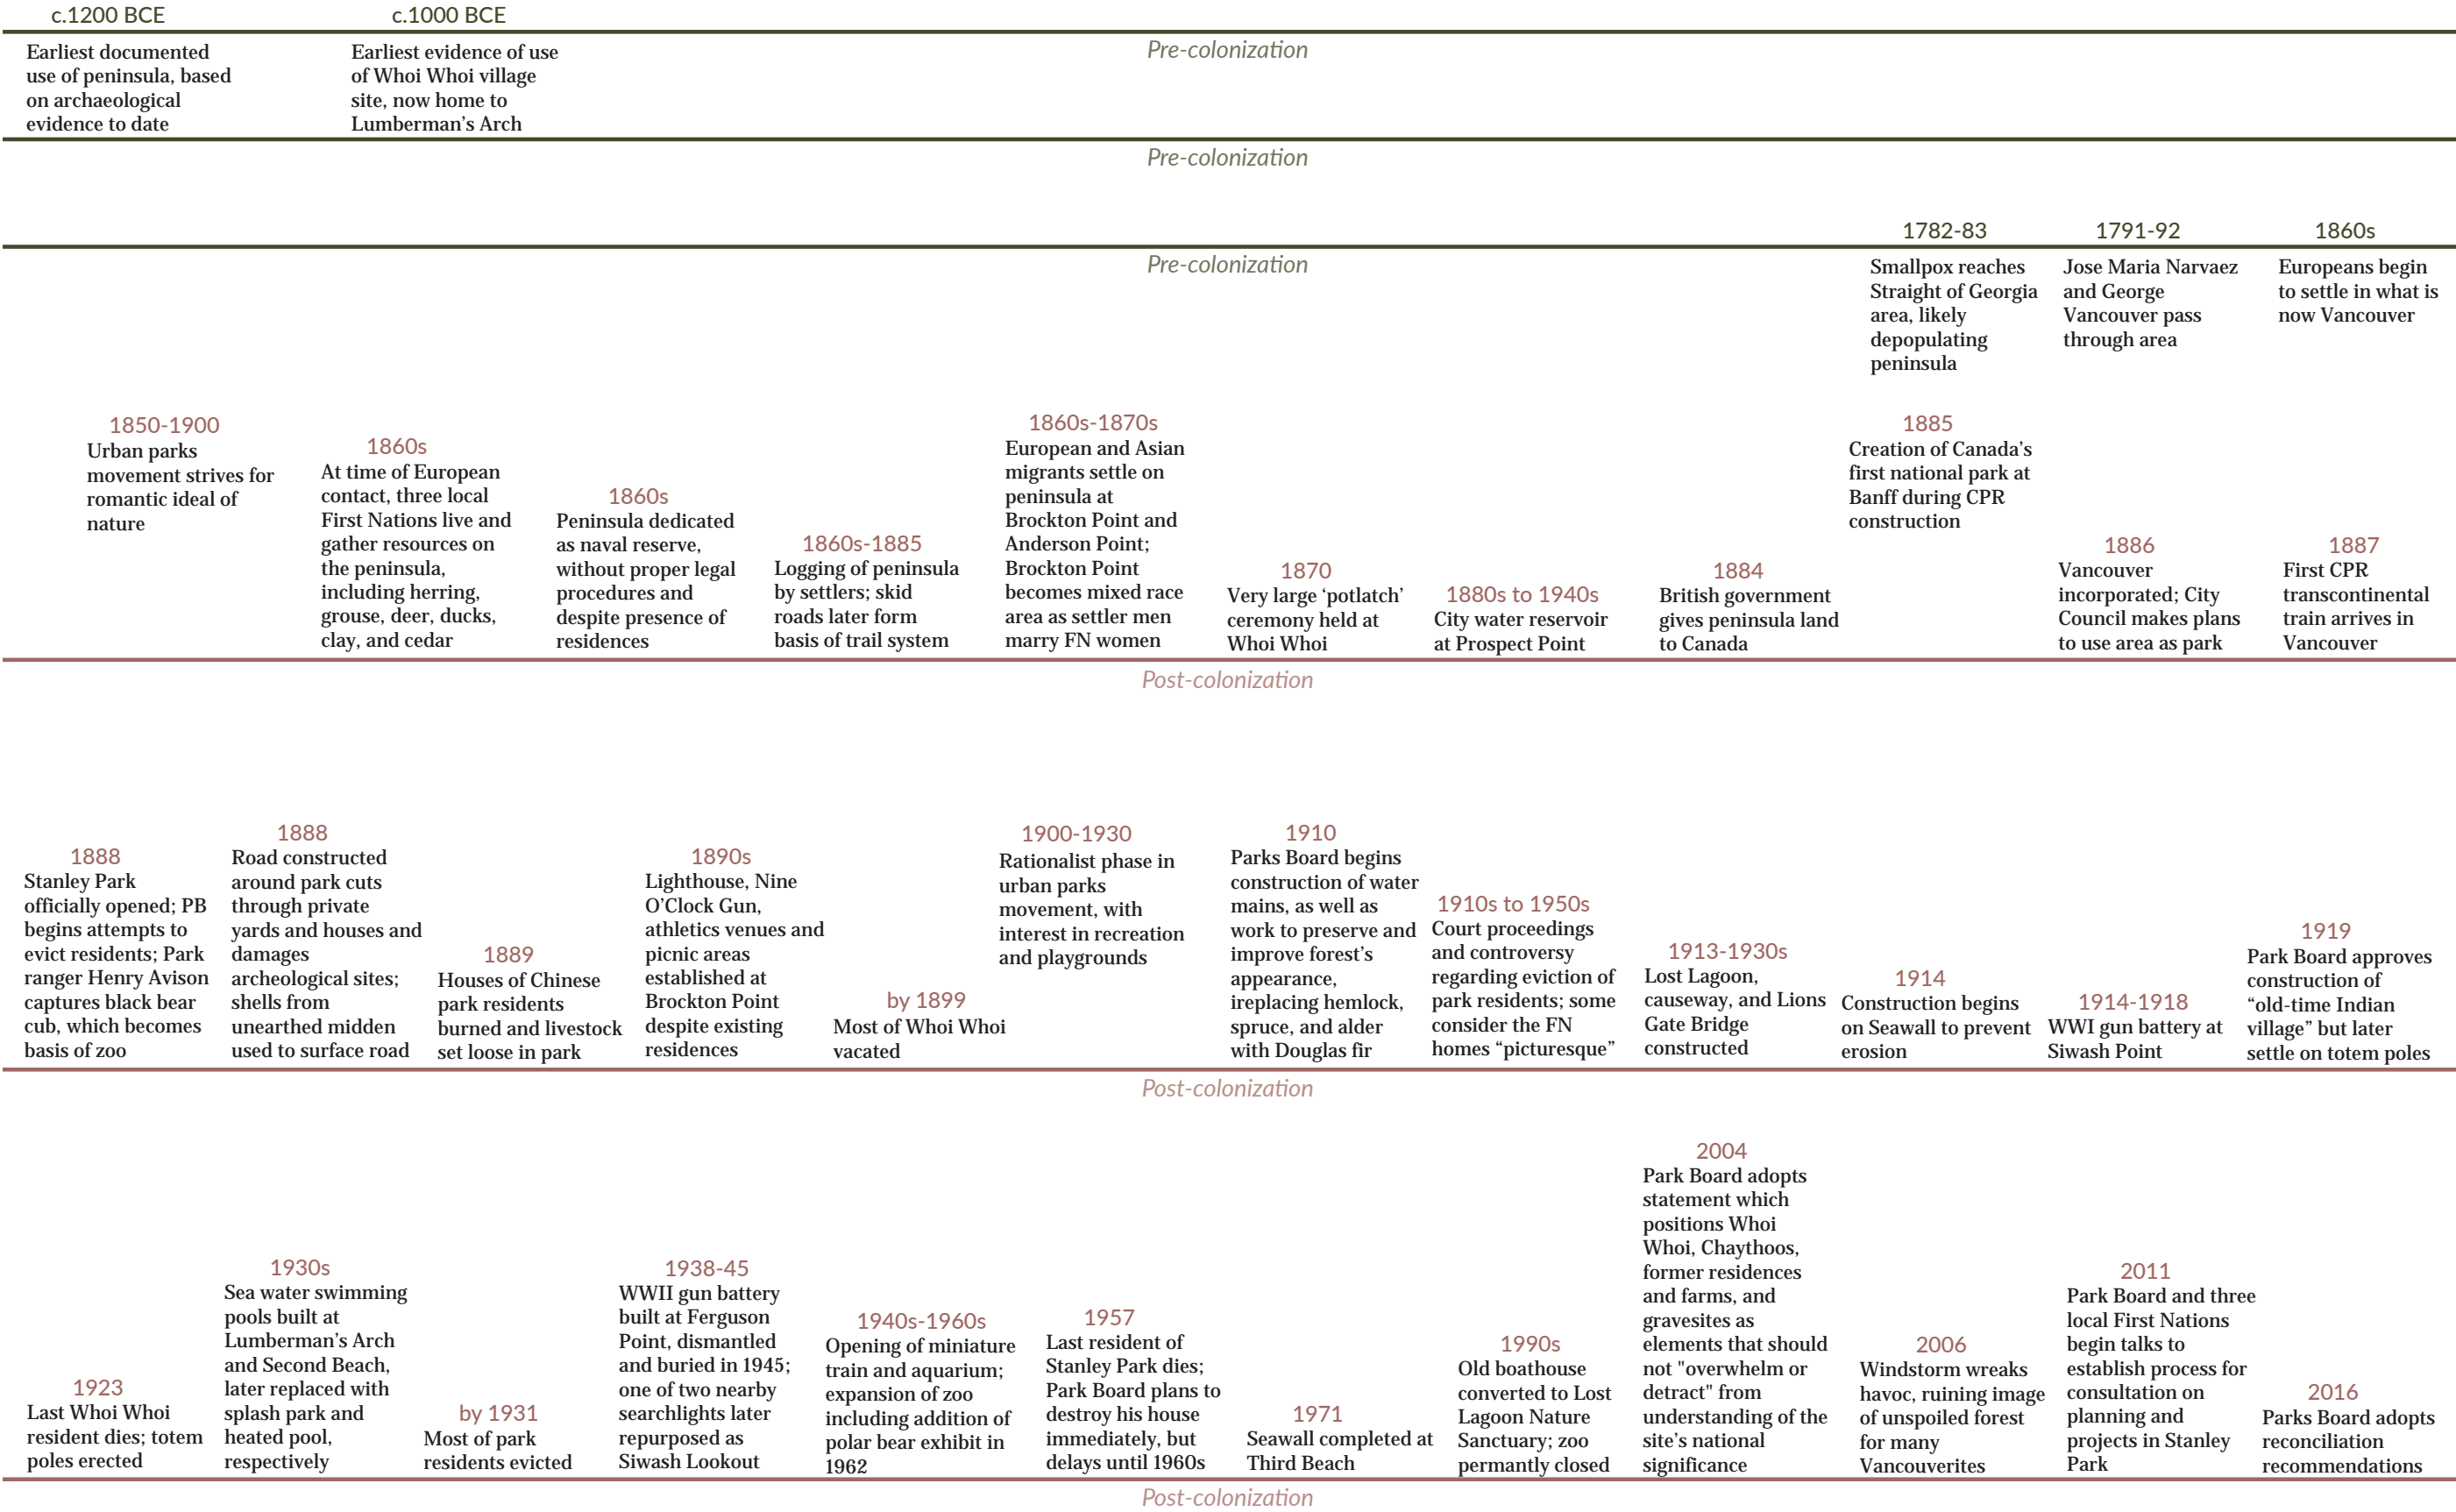 c.1200 BCE
Earliest documented
use of peninsula, based
on archaeological
evidence to date
c.1000 BCE
Earliest evidence of use
of Whoi Whoi village
site, now home to
Lumberman's Arch
Pre-colonization
Pre-colonization
1782-83
Smallpox reaches
Straight of Georgia
area, likely
depopulating
peninsula
1791-92
Jose Maria Narvaez
and George
Vancouver pass
through area
1860s
Europeans begin
to settle in what is
now Vancouver
Pre-colonization
1850-1900
Urban parks
movement strives for
romantic ideal of
nature
1860s
At time of European
contact, three local
First Nations live and
gather resources on
the peninsula,
including herring,
grouse, deer, ducks,
clay, and cedar
1860s
Peninsula dedicated
as naval reserve,
without proper legal
procedures and
despite presence of
residences
1860s-1885
Logging of peninsula
by settlers; skid
roads later form
basis of trail system
1860s-1870s
European and Asian
migrants settle on
peninsula at
Brockton Point and
Anderson Point;
Brockton Point
becomes mixed race
area as settler men
marry FN women
1870
Very large ‘potlatch’
ceremony held at
Whoi Whoi
1880s to 1940s
City water reservoir
at Prospect Point
1884
British government
gives peninsula land
to Canada
1885
Creation of Canada's
first national park at
Banff during CPR
construction
1886
Vancouver
incorporated; City
Council makes plans
to use area as park
1887
First CPR
transcontinental
train arrives in
Vancouver
Post-colonization
1888
Stanley Park
officially opened; PB
begins attempts to
evict residents; Park
ranger Henry Avison
captures black bear
cub, which becomes
basis of zoo
1888
Road constructed
around park cuts
through private
yards and houses and
damages
archeological sites;
shells from
unearthed midden
used to surface road
1889
Houses of Chinese
park residents
burned and livestock
set loose in park
1890s
Lighthouse, Nine
O’Clock Gun,
athletics venues and
picnic areas
established at
Brockton Point
despite existing
residences
by 1899
Most of Whoi Whoi
vacated
1900-1930
Rationalist phase in
urban parks
movement, with
interest in recreation
and playgrounds
1910
Parks Board begins
construction of water
mains, as well as
work to preserve and
improve forest's
appearance,
ireplacing hemlock,
spruce, and alder
with Douglas fir
1910s to 1950s
Court proceedings
and controversy
regarding eviction of
park residents; some
consider the FN
homes “picturesque”
1913-1930s
Lost Lagoon,
causeway, and Lions
Gate Bridge
constructed
1914
Construction begins
on Seawall to prevent
erosion
1914-1918
WWI gun battery at
Siwash Point
1919
Park Board approves
construction of
“old-time Indian
village” but later
settle on totem poles
Post-colonization
1923
Last Whoi Whoi
resident dies; totem
poles erected
1930s
Sea water swimming
pools built at
Lumberman's Arch
and Second Beach,
later replaced with
splash park and
heated pool,
respectively
by 1931
Most of park
residents evicted
1938-45
WWII gun battery
built at Ferguson
Point, dismantled
and buried in 1945;
one of two nearby
searchlights later
repurposed as
Siwash Lookout
1940s-1960s
Opening of miniature
train and aquarium;
expansion of zoo
including addition of
polar bear exhibit in
1962
1957
Last resident of
Stanley Park dies;
Park Board plans to
destroy his house
immediately, but
delays until 1960s
1971
Seawall completed at
Third Beach
1990s
Old boathouse
converted to Lost
Lagoon Nature
Sanctuary; zoo
permantly closed
2004
Park Board adopts
statement which
positions Whoi
Whoi, Chaythoos,
former residences
and farms, and
gravesites as
elements that should
not "overwhelm or
detract" from
understanding of the
site's national
significance
2006
Windstorm wreaks
havoc, ruining image
of unspoiled forest
for many
Vancouverites
2011
Park Board and three
local First Nations
begin talks to
establish process for
consultation on
planning and
projects in Stanley
Park
2016
Parks Board adopts
reconciliation
recommendations
Post-colonization